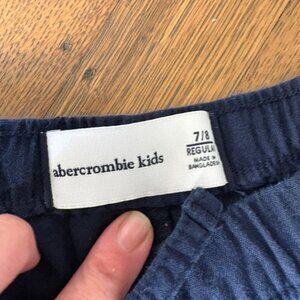 abercrombie kids
7/8
REGULAR
MADE IN
BANGLADESH